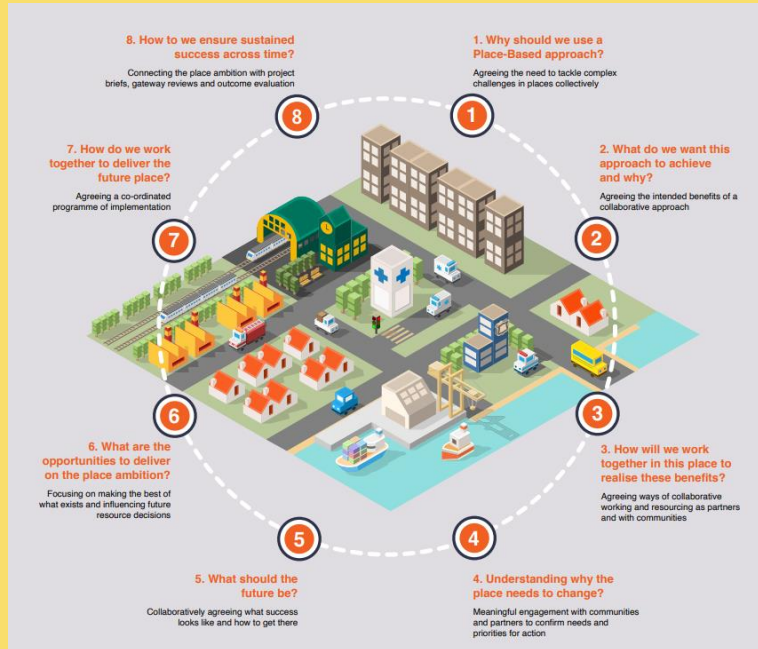 1. Why should we use a
Place-Based approach?
Agreeing the need to tackle complex
challenges in places collectively
1
2. What do we want this
approach to achieve
and why?
Agreeing the intended benefits of a
collaborative approach
2
3
3. How will we work
together in this place to
realise these benefits?
Agreeing ways of collaborative
working and resourcing as partners
and with communities
4
4. Understanding why the
place needs to change?
Meaningful engagement with communities
and partners to confirm needs and
priorities for action
5
5. What should the
future be?
Collaboratively agreeing what success
looks like and how to get there
6
6. What are the
opportunities to deliver
on the place ambition?
Focusing on making the best of
what exists and influencing future
resource decisions
7. How do we work
together to deliver the
future place?
Agreeing a co-ordinated
programme of implementation
7
8. How to we ensure sustained
success across time?
Connecting the place ambition with project
briefs, gateway reviews and outcome evaluation
8